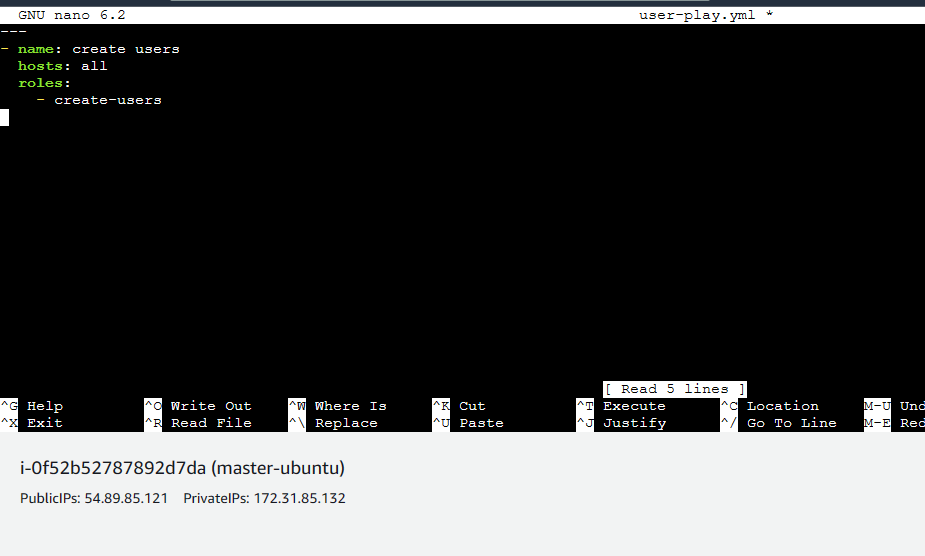 GNU nano 6.2 user-play.yml *
---
- name: create users
  hosts: all
  roles:
    - create-users
[ Read 5 lines ]
^G Help ^O Write Out ^W Where Is ^K Cut ^T Execute ^C Location M-U Und
^X Exit ^R Read File ^\ Replace ^U Paste ^J Justify ^/ Go To Line M-E Red
i-0f52b52787892d7da (master-ubuntu)
PublicIPs: 54.89.85.121 PrivateIPs: 172.31.85.132